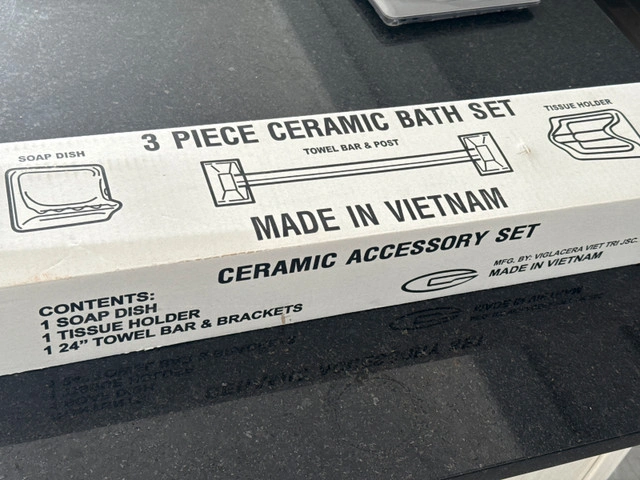 3 PIECE CERAMIC BATH SET
SOAP DISH
TOWEL BAR & POST
TISSUE HOLDER
MADE IN VIETNAM
CERAMIC ACCESSORY SET
CONTENTS:
1 SOAP DISH
1 TISSUE HOLDER
1 24" TOWEL BAR & BRACKETS
MFG. BY: VIGLACERA VIET TRI JSC.
MADE IN VIETNAM